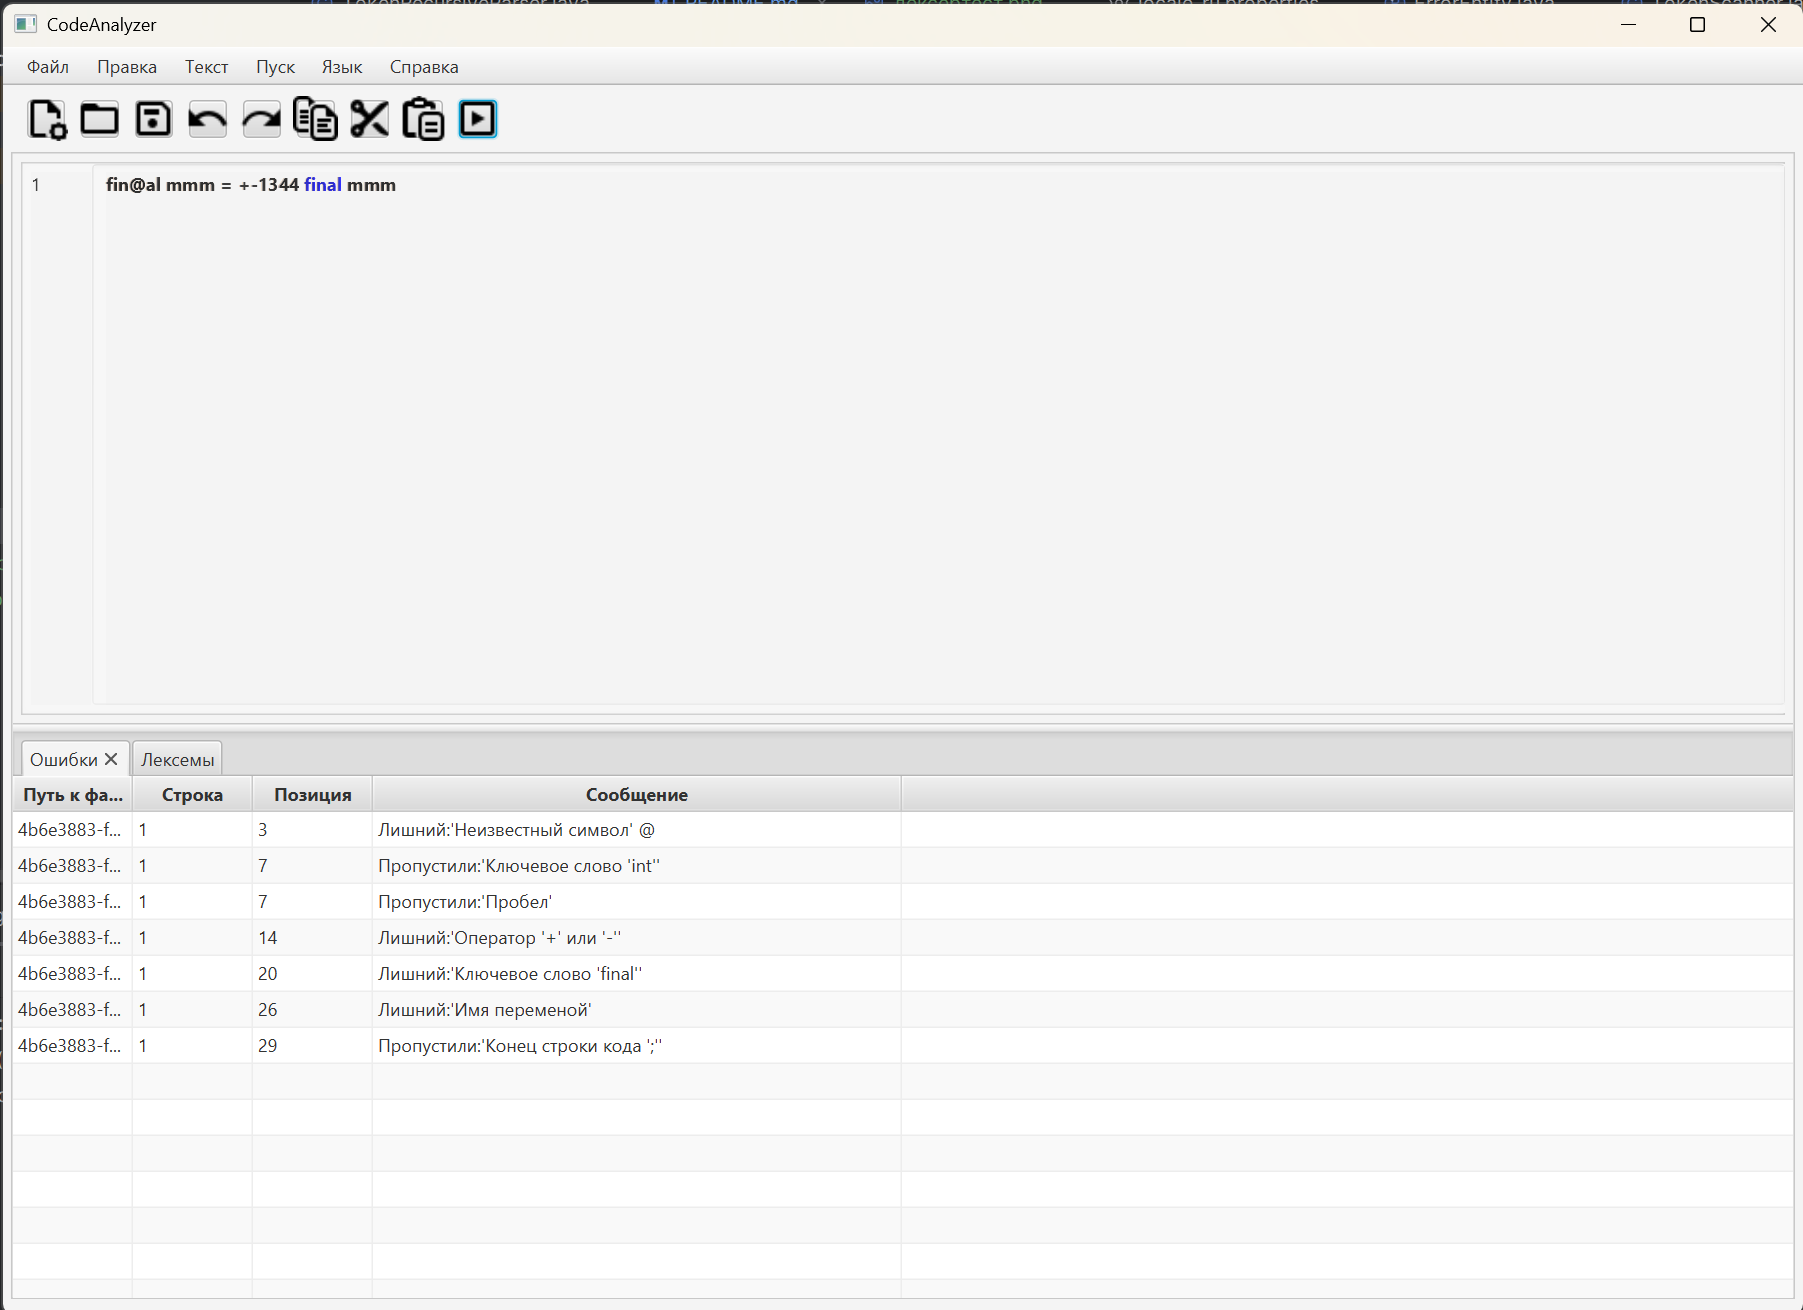 CodeAnalyzer
Файл Правка Текст Пуск Язык Справка
1 fin@al mmm = +-1344 final mmm
Ошибки Лексемы
Путь к фа... Строка Позиция Сообщение
4b6e3883-f... 1 3 Лишний:'Неизвестный символ' @
4b6e3883-f... 1 7 Пропустили:'Ключевое слово 'int''
4b6e3883-f... 1 7 Пропустили:'Пробел'
4b6e3883-f... 1 14 Лишний:'Оператор '+' или '-''
4b6e3883-f... 1 20 Лишний:'Ключевое слово 'final''
4b6e3883-f... 1 26 Лишний:'Имя переменой'
4b6e3883-f... 1 29 Пропустили:'Конец строки кода ';''